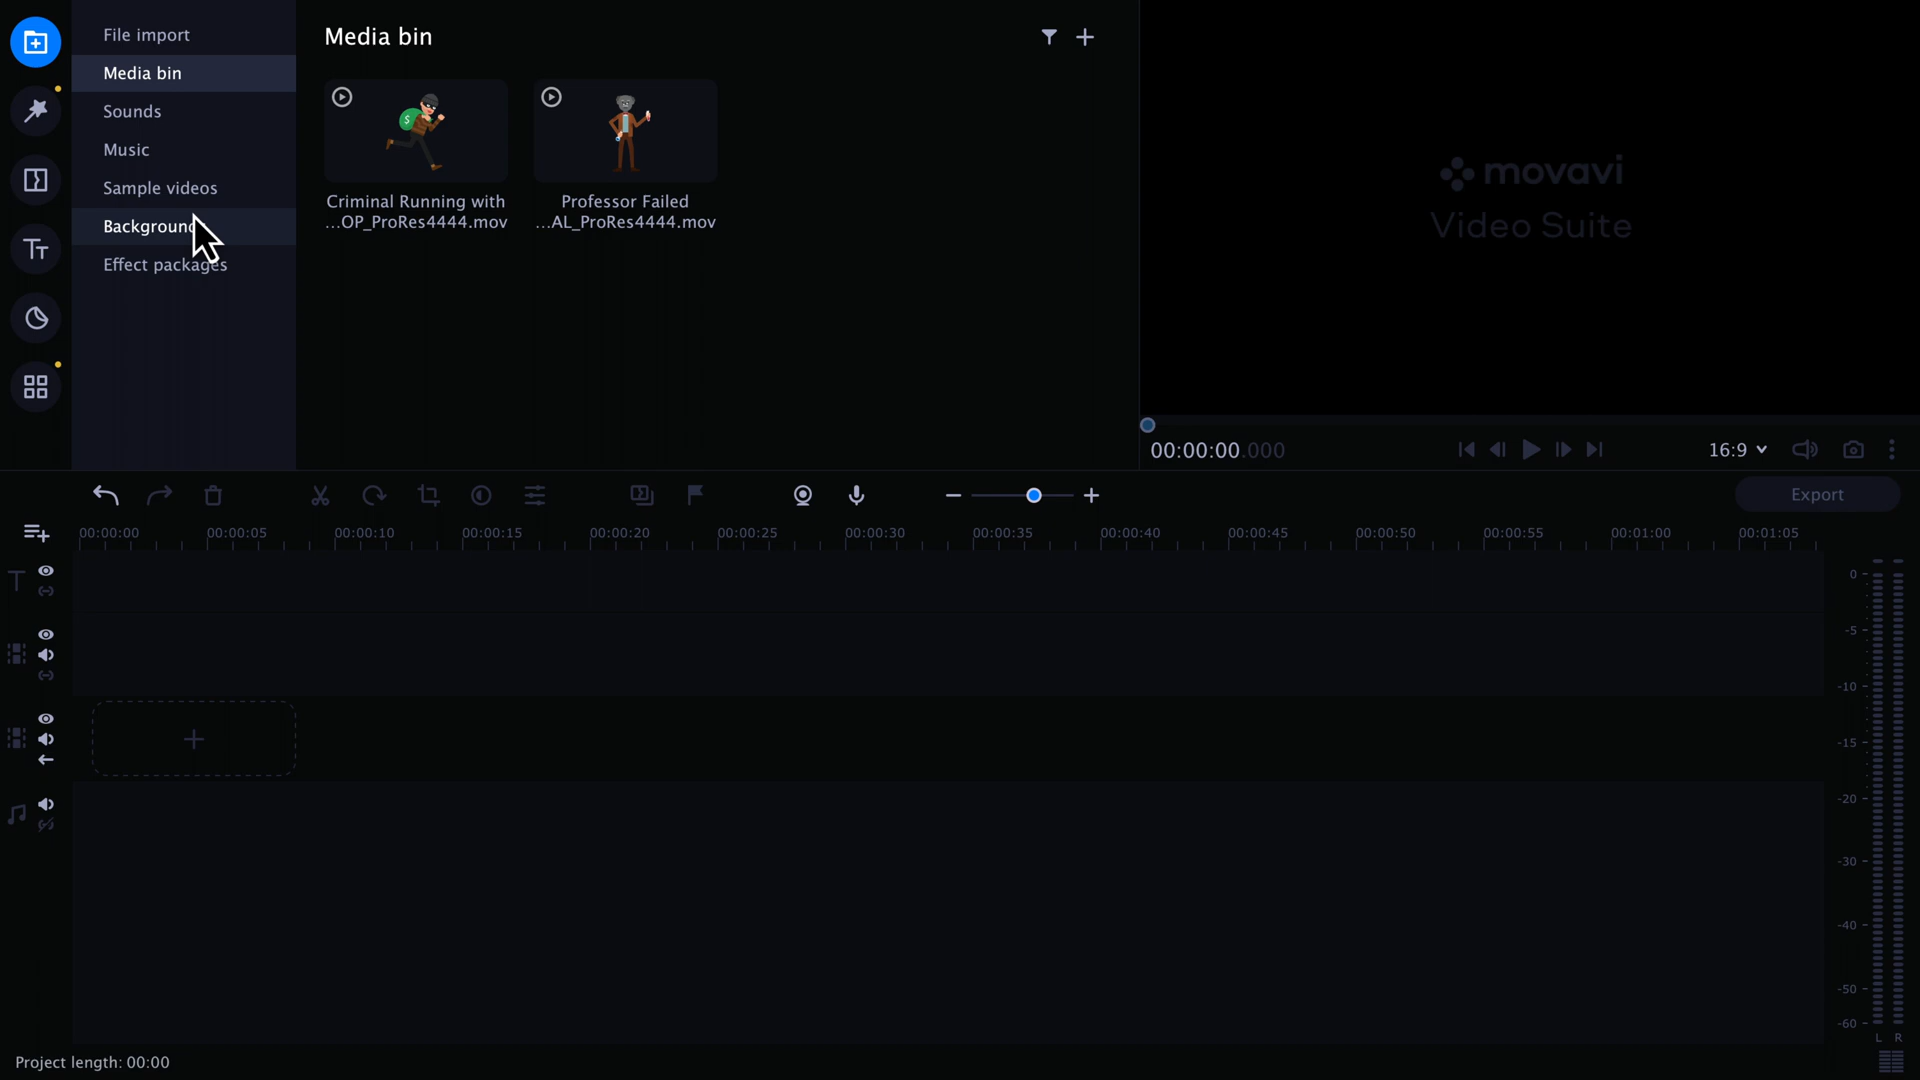 File import
Media bin
Sounds
Music
Sample videos
Background
Effect packages
Media bin
Criminal Running with
...OP_ProRes4444.mov
Professor Failed
...AL_ProRes4444.mov
movavi
Video Suite
00:00:00.000
16:9
Export
00:00:00
00:00:05
00:00:10
00:00:15
00:00:20
00:00:25
00:00:30
00:00:35
00:00:40
00:00:45
00:00:50
00:00:55
00:01:00
00:01:05
0
-5
-10
-15
-20
-30
-40
-50
-60
L R
Project length: 00:00